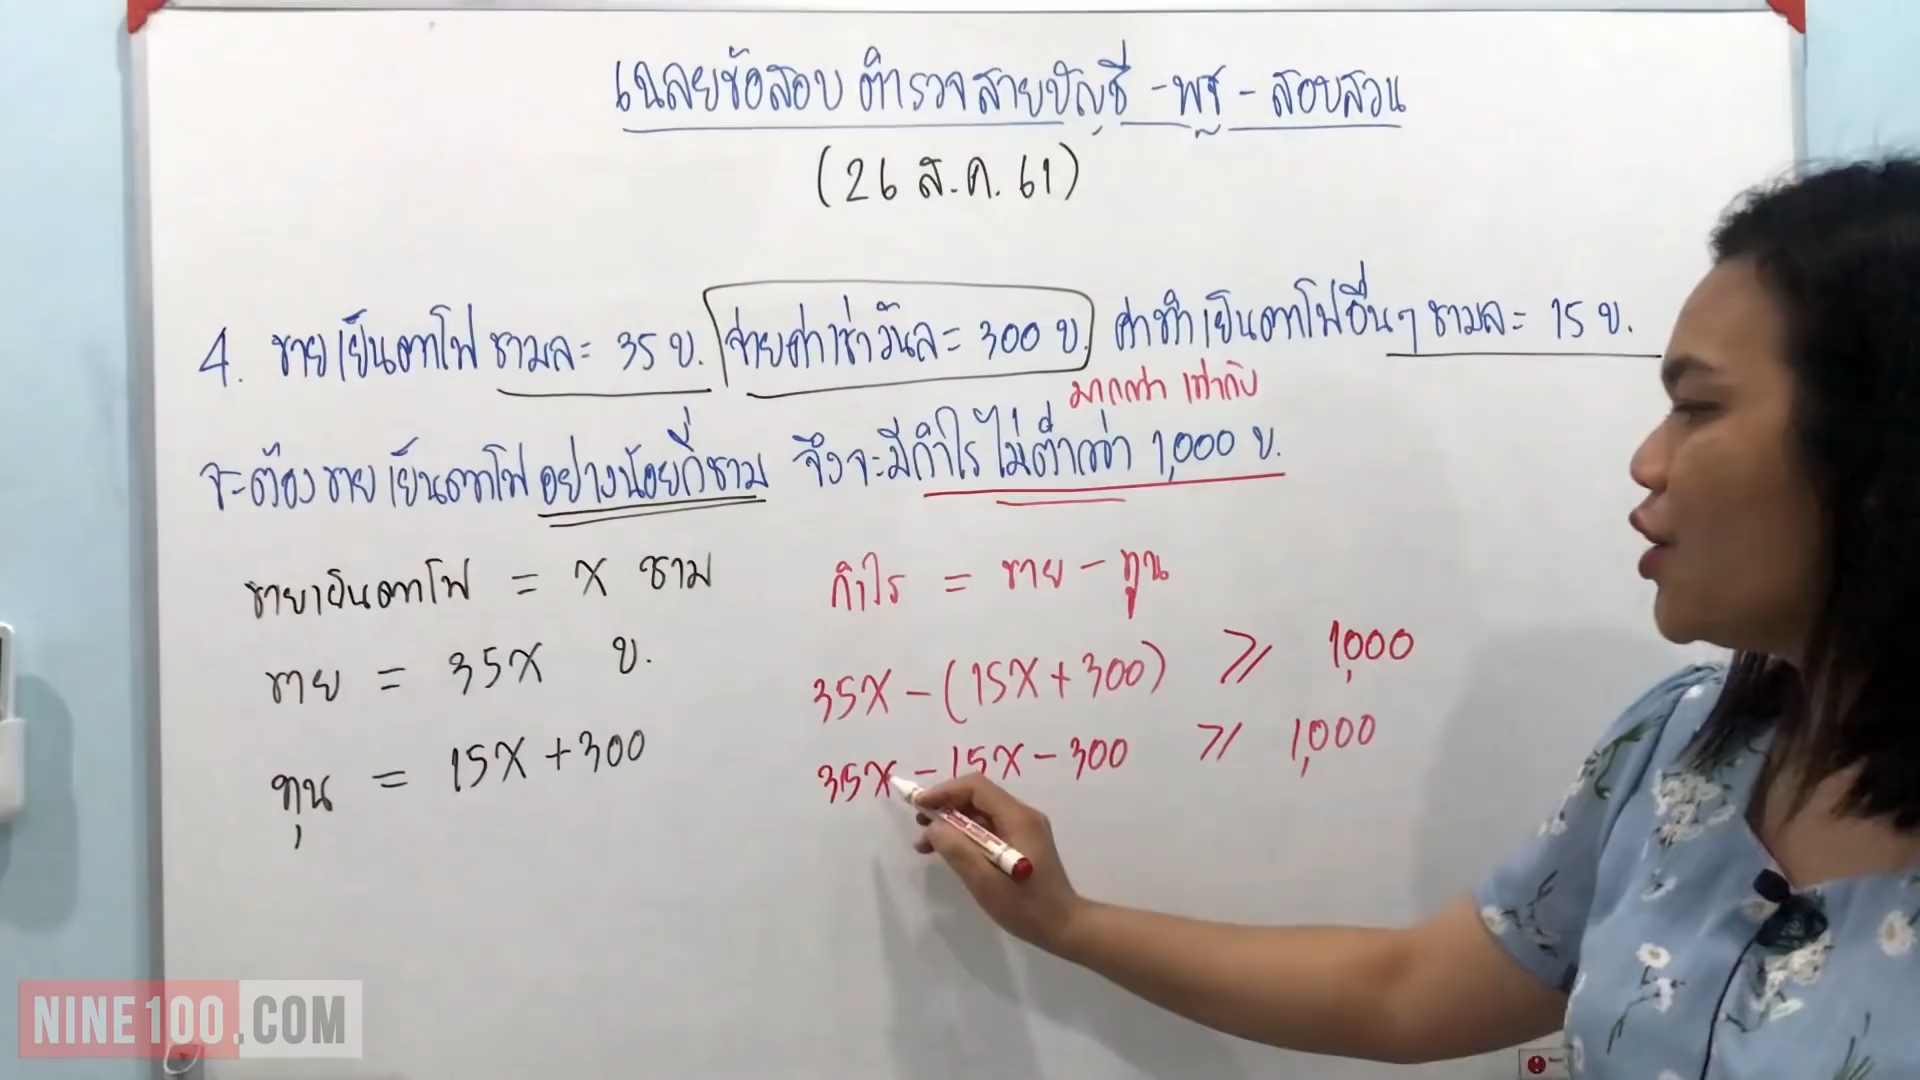 เฉลยข้อสอบ ตำรวจสายบัญชี - พฐ - สอบสวน
(26 ส.ค. 61)
4. ขายเย็นตาโฟ ชามละ 35 บ. จ่ายค่าเช่าวันละ 300 บ. ค่าทำเย็นตาโฟอื่นๆ ชามละ 15 บ.
มากกว่า เท่ากับ
จะต้องขายเย็นตาโฟ อย่างน้อยกี่ชาม จึงจะมีกำไร ไม่ต่ำกว่า 1,000 บ.
ขายเย็นตาโฟ = x ชาม
ขาย = 35x บ.
ทุน = 15x + 300
กำไร = ขาย - ทุน
35x - (15x + 300) ≥ 1,000
35x - 15x - 300 ≥ 1,000
NINE100.COM